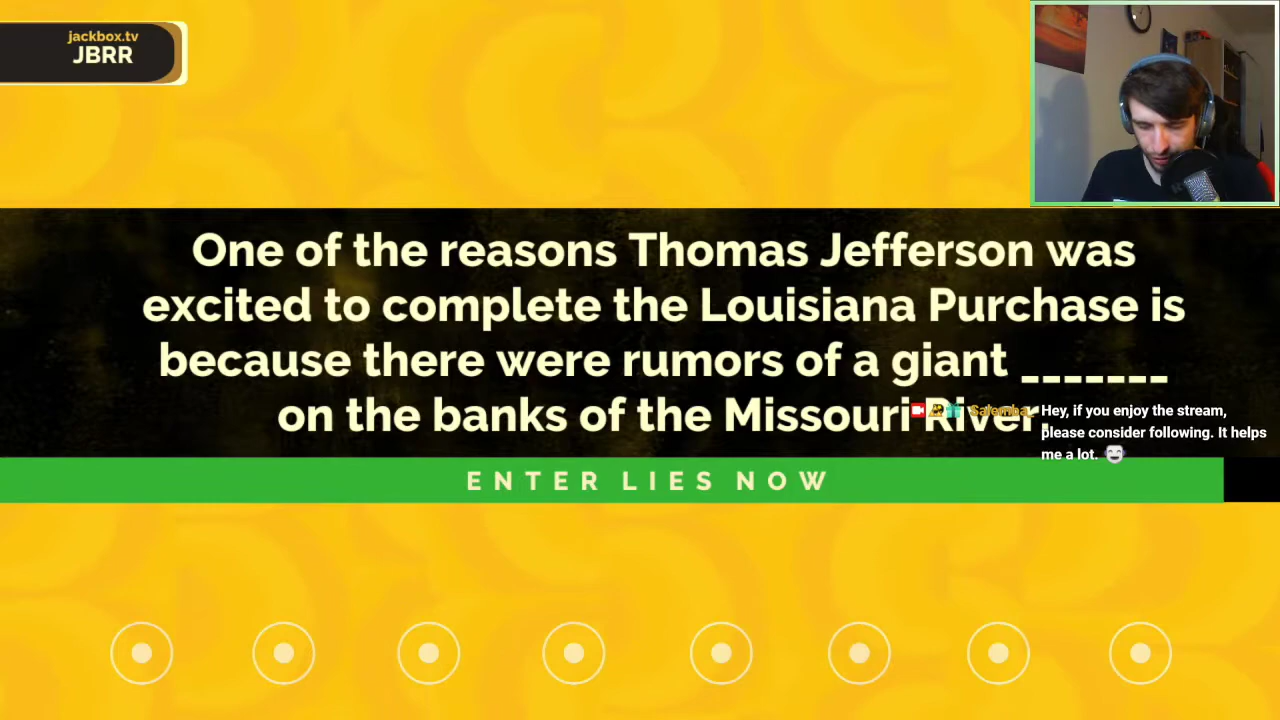 jackbox.tv
JBRR
One of the reasons Thomas Jefferson was
excited to complete the Louisiana Purchase is
because there were rumors of a giant _______
on the banks of the Missouri River.
Salemba_ Hey, if you enjoy the stream,
please consider following. It helps
me a lot.
ENTER LIES NOW